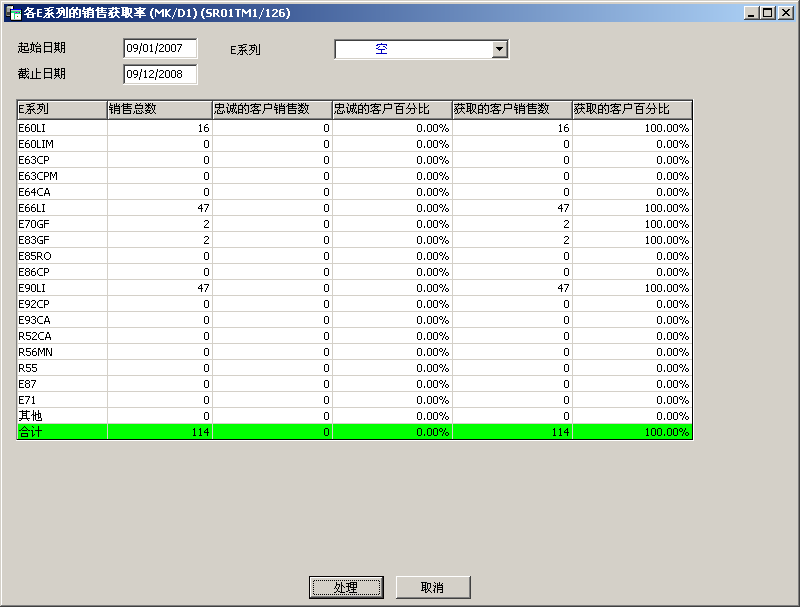 各E系列的销售获取率 (MK/D1) (SR01TM1/126)
起始日期 09/01/2007 E系列 空
截止日期 09/12/2008
E系列 销售总数 忠诚的客户销售数 忠诚的客户百分比 获取的客户销售数 获取的客户百分比
E60LI 16 0 0.00% 16 100.00%
E60LIM 0 0 0.00% 0 0.00%
E63CP 0 0 0.00% 0 0.00%
E63CPM 0 0 0.00% 0 0.00%
E64CA 0 0 0.00% 0 0.00%
E66LI 47 0 0.00% 47 100.00%
E70GF 2 0 0.00% 2 100.00%
E83GF 2 0 0.00% 2 100.00%
E85RO 0 0 0.00% 0 0.00%
E86CP 0 0 0.00% 0 0.00%
E90LI 47 0 0.00% 47 100.00%
E92CP 0 0 0.00% 0 0.00%
E93CA 0 0 0.00% 0 0.00%
R52CA 0 0 0.00% 0 0.00%
R56MN 0 0 0.00% 0 0.00%
R55 0 0 0.00% 0 0.00%
E87 0 0 0.00% 0 0.00%
E71 0 0 0.00% 0 0.00%
其他 0 0 0.00% 0 0.00%
合计 114 0 0.00% 114 100.00%
处理 取消